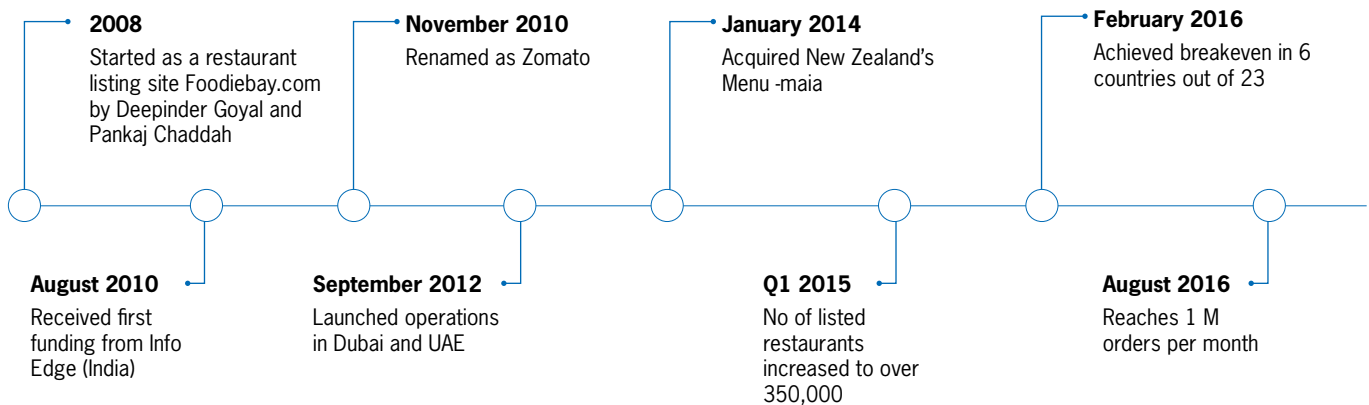 2008
Started as a restaurant
listing site Foodiebay.com
by Deepinder Goyal and
Pankaj Chaddah
August 2010
Received first
funding from Info
Edge (India)
November 2010
Renamed as Zomato
September 2012
Launched operations
in Dubai and UAE
January 2014
Acquired New Zealand’s
Menu -maia
Q1 2015
No of listed
restaurants
increased to over
350,000
February 2016
Achieved breakeven in 6
countries out of 23
August 2016
Reaches 1 M
orders per month